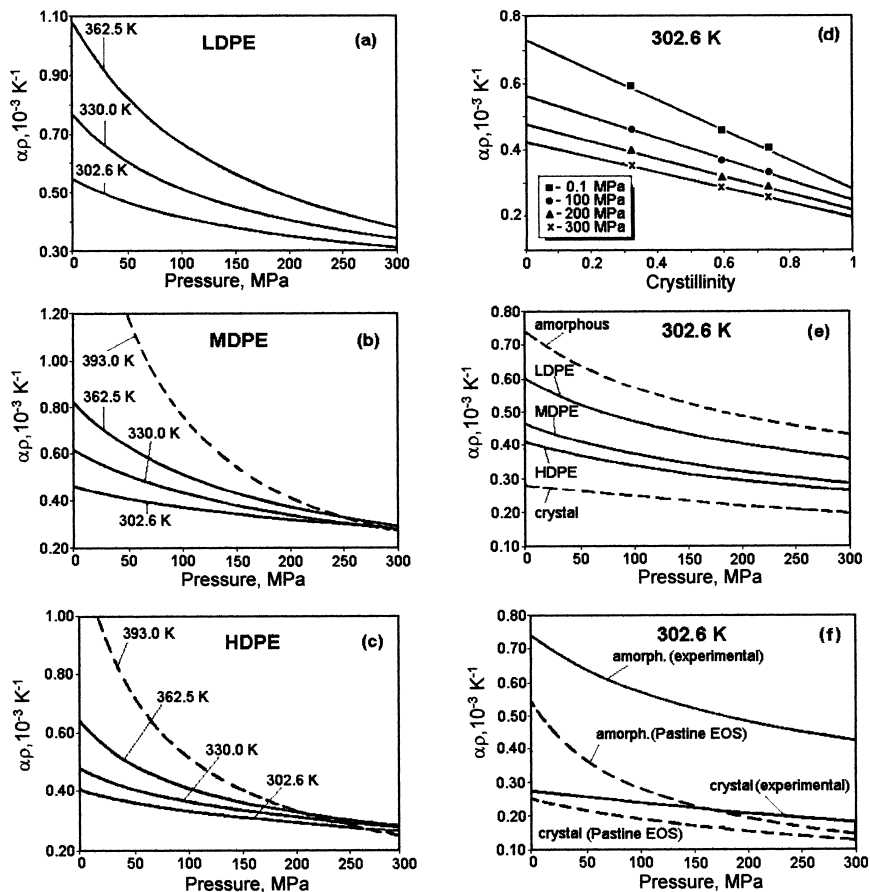 LDPE
(a)
362.5 K
330.0 K
302.6 K
αρ,10⁻³ K⁻¹
1.10
0.90
0.70
0.50
0.30
0 50 100 150 200 250 300
Pressure, MPa
MDPE
(b)
393.0 K
362.5 K
330.0 K
302.6 K
αρ,10⁻³ K⁻¹
1.20
1.00
0.80
0.60
0.40
0.20
0 50 100 150 200 250 300
Pressure, MPa
HDPE
(c)
393.0 K
362.5 K
330.0 K
302.6 K
αρ,10⁻³ K⁻¹
1.00
0.80
0.60
0.40
0.20
0 50 100 150 200 250 300
Pressure, MPa
302.6 K
(d)
αρ,10⁻³ K⁻¹
0.8
0.6
0.4
0.2
- 0.1 MPa
- 100 MPa
- 200 MPa
- 300 MPa
0 0.2 0.4 0.6 0.8 1
Crystillinity
302.6 K
(e)
amorphous
LDPE
MDPE
HDPE
crystal
αρ,10⁻³ K⁻¹
0.80
0.70
0.60
0.50
0.40
0.30
0.20
0.10
0 50 100 150 200 250 300
Pressure, MPa
302.6 K
(f)
amorph. (experimental)
amorph. (Pastine EOS)
crystal (experimental)
crystal (Pastine EOS)
αρ,10⁻³ K⁻¹
0.80
0.70
0.60
0.50
0.40
0.30
0.20
0.10
0 50 100 150 200 250 300
Pressure, MPa